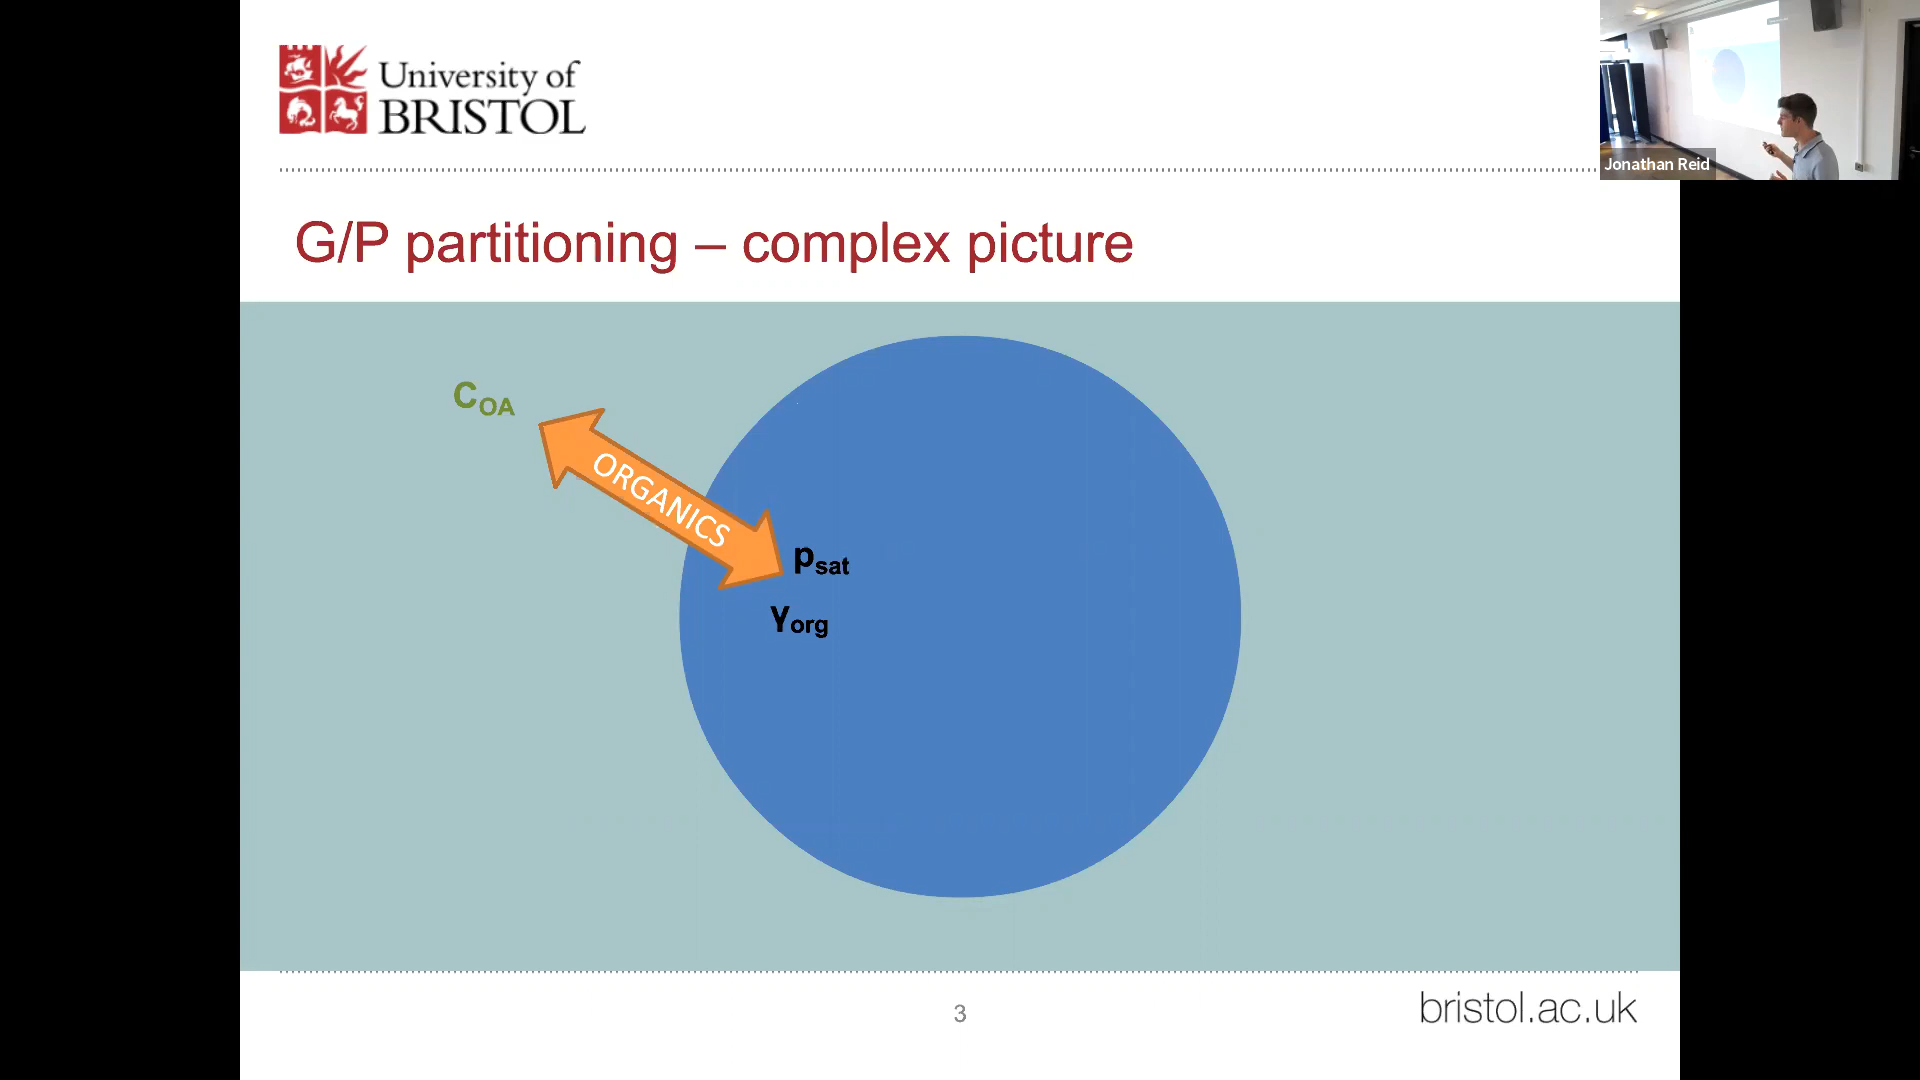 University of
BRISTOL
Jonathan Reid
G/P partitioning – complex picture
COA
ORGANICS
psat
γorg
3
bristol.ac.uk